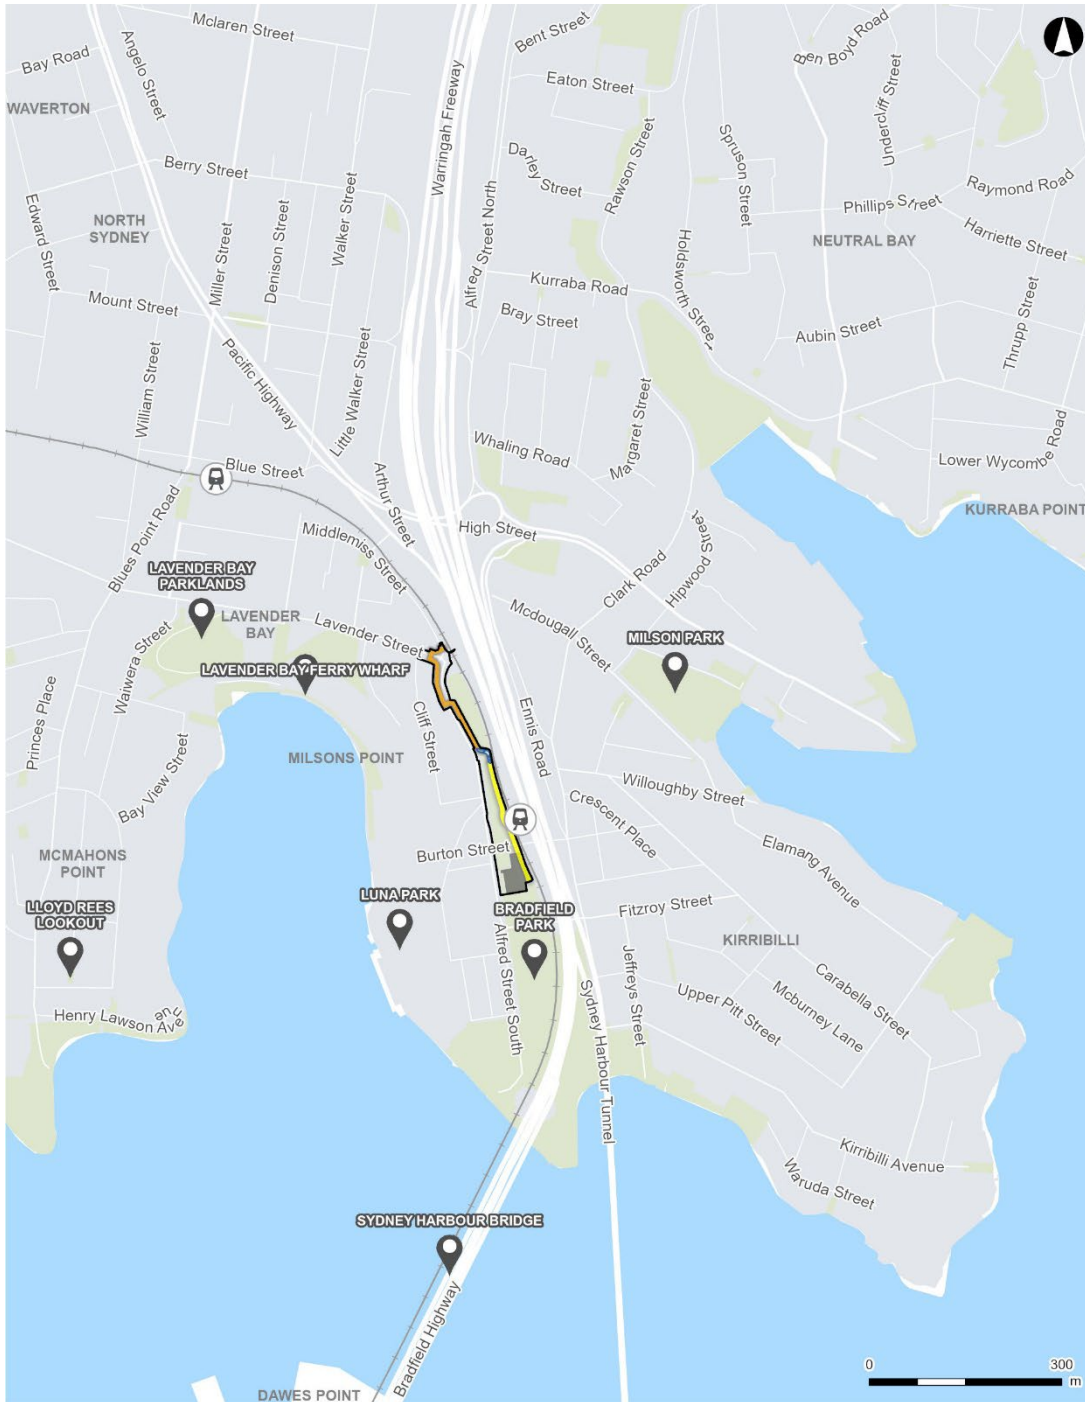 Mclaren Street
Bent Street
Ben Boyd Road
Bay Road
Angelo Street
Eaton Street
Undercliff Street
WAVERTON
Warringah Freeway
Darley Street
Rawson Street
Spruson Street
Berry Street
Raymond Road
Edward Street
NORTH
SYDNEY
Walker Street
Phillips Street
Harriette Street
NEUTRAL BAY
Miller Street
Denison Street
Alfred Street North
Holdsworth Street
Kurraba Road
Mount Street
Bray Street
Aubin Street
Thrupp Street
Pacific Highway
William Street
Little Walker Street
Margaret Street
Whaling Road
Blue Street
Arthur Street
Lower Wycombe Road
KURRABA POINT
High Street
Middlemiss Street
Blues Point Road
Hipwood Street
Clark Road
LAVENDER BAY
PARKLANDS
LAVENDER
BAY
Lavender Street
Mcdougall Street
MILSON PARK
Waiwera Street
LAVENDER BAY FERRY WHARF
Princes Place
Cliff Street
Ennis Road
MILSONS POINT
Bay View Street
Willoughby Street
Crescent Place
Elamang Avenue
Burton Street
MCMAHONS
POINT
LUNA PARK
BRADFIELD
PARK
LLOYD REES
LOOKOUT
Fitzroy Street
KIRRIBILLI
Alfred Street South
Jeffreys Street
Carabella Street
Mcburney Lane
Upper Pitt Street
Henry Lawson Avenue
Sydney Harbour Tunnel
Kirribilli Avenue
Waruda Street
SYDNEY HARBOUR BRIDGE
Bradfield Highway
0 300
m
DAWES POINT